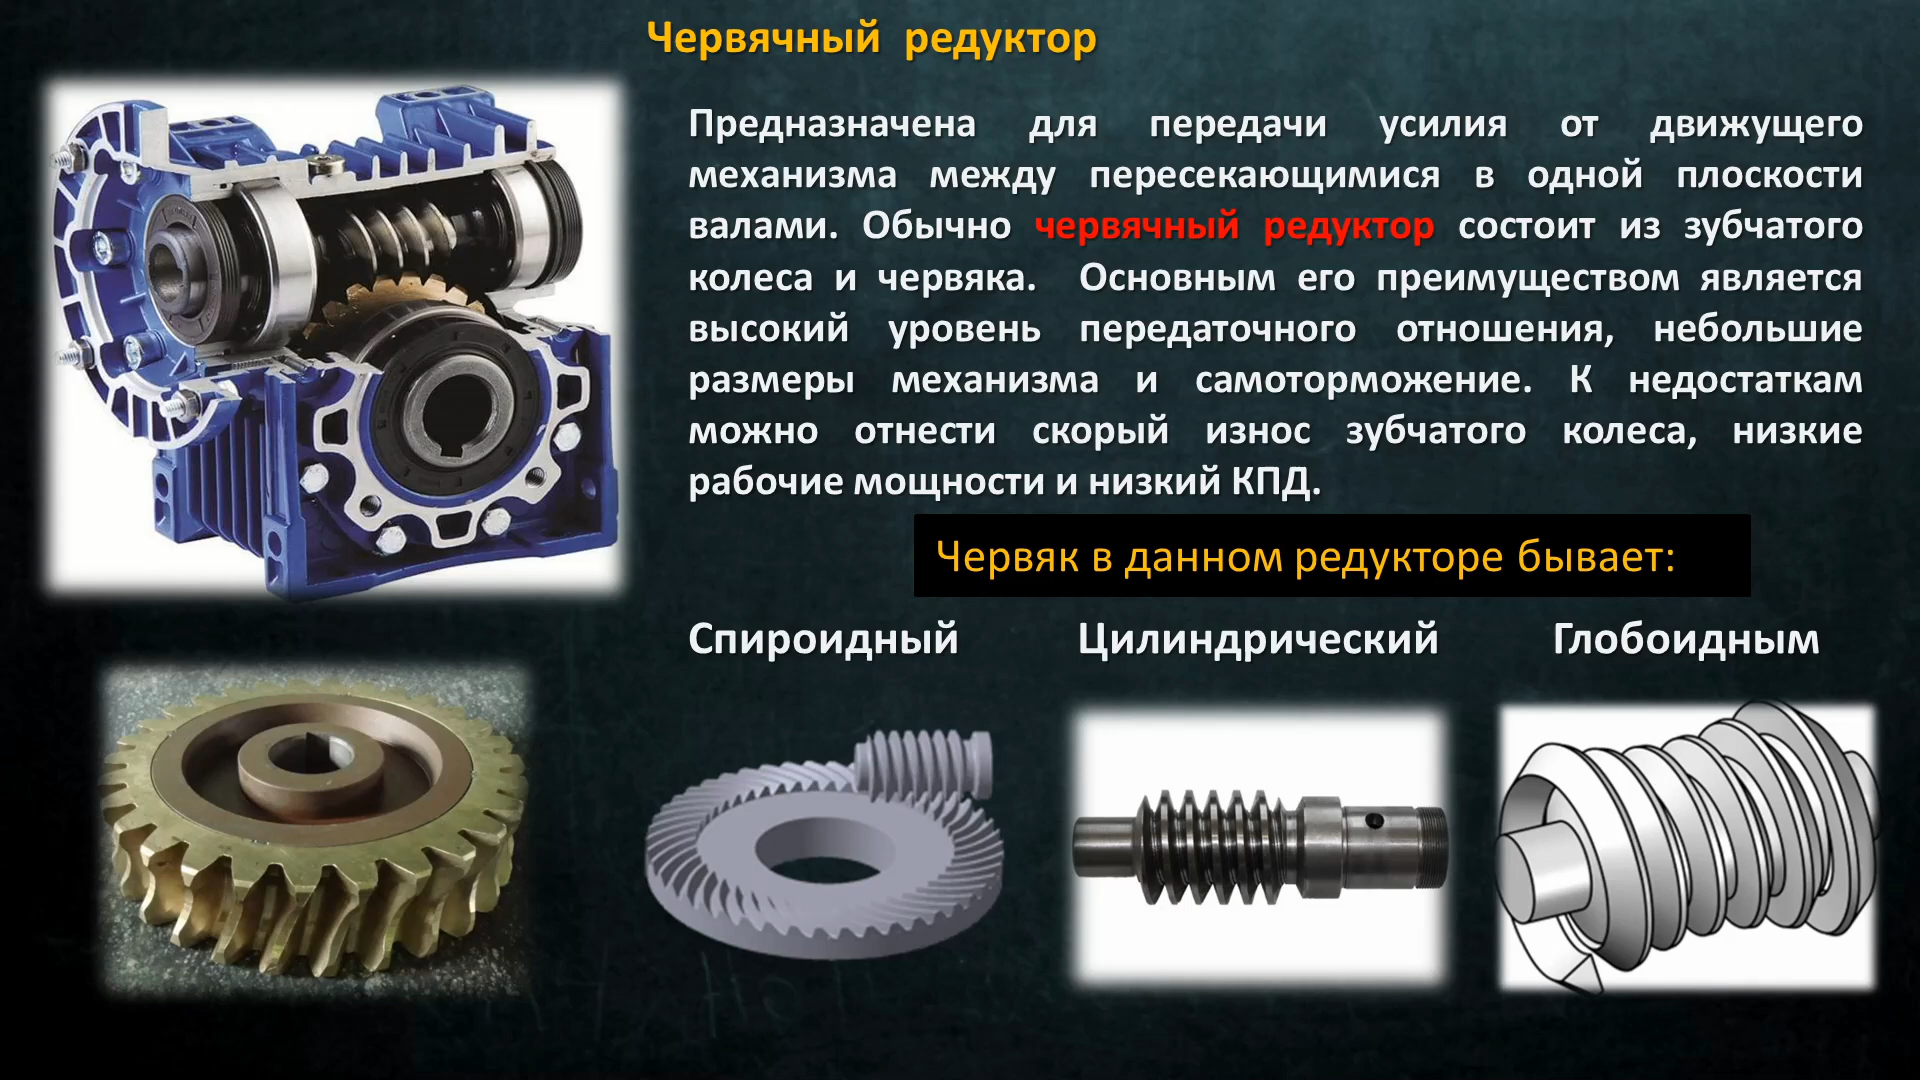 Червячный редуктор
Предназначена для передачи усилия от движущего
механизма между пересекающимися в одной плоскости
валами. Обычно червячный редуктор состоит из зубчатого
колеса и червяка. Основным его преимуществом является
высокий уровень передаточного отношения, небольшие
размеры механизма и самоторможение. К недостаткам
можно отнести скорый износ зубчатого колеса, низкие
рабочие мощности и низкий КПД.
Червяк в данном редукторе бывает:
Спироидный Цилиндрический Глобоидным